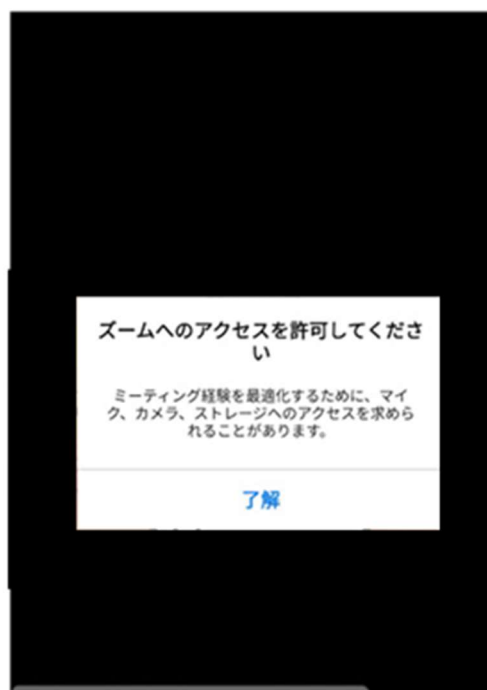 ズームへのアクセスを許可してくださ
い
ミーティング経験を最適化するために、マイ
ク、カメラ、ストレージへのアクセスを求めら
れることがあります。
了解